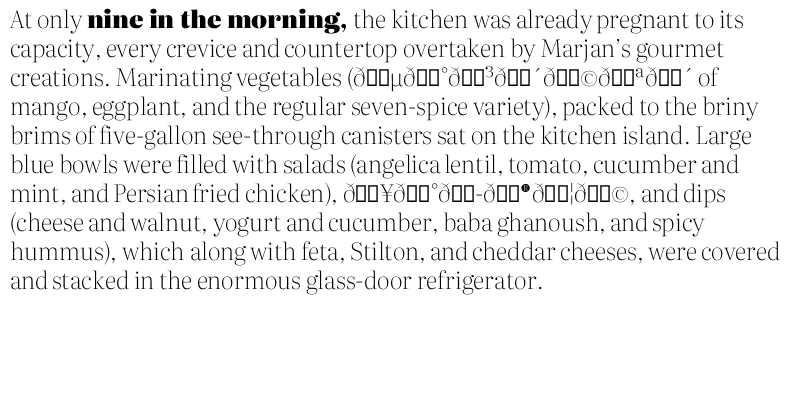 At only nine in the morning, the kitchen was already pregnant to its
capacity, every crevice and countertop overtaken by Marjan's gourmet
creations. Marinating vegetables ( of
mango, eggplant, and the regular seven-spice variety), packed to the briny
brims of five-gallon see-through canisters sat on the kitchen island. Large
blue bowls were filled with salads (angelica lentil, tomato, cucumber and
mint, and Persian fried chicken), , and dips
(cheese and walnut, yogurt and cucumber, baba ghanoush, and spicy
hummus), which along with feta, Stilton, and cheddar cheeses, were covered
and stacked in the enormous glass-door refrigerator.